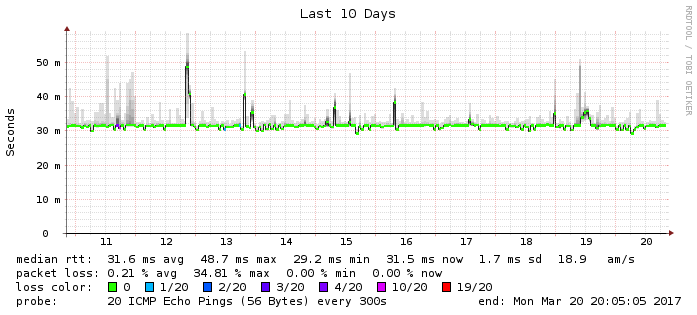 Last 10 Days
RRDTOOL / TOBI OETIKER
Seconds
50 m
40 m
30 m
20 m
10 m
0
11 12 13 14 15 16 17 18 19 20
median rtt: 31.6 ms avg 48.7 ms max 29.2 ms min 31.5 ms now 1.7 ms sd 18.9 am/s
packet loss: 0.21 % avg 34.81 % max 0.00 % min 0.00 % now
loss color: 0 1/20 2/20 3/20 4/20 10/20 19/20
probe: 20 ICMP Echo Pings (56 Bytes) every 300s end: Mon Mar 20 20:05:05 2017